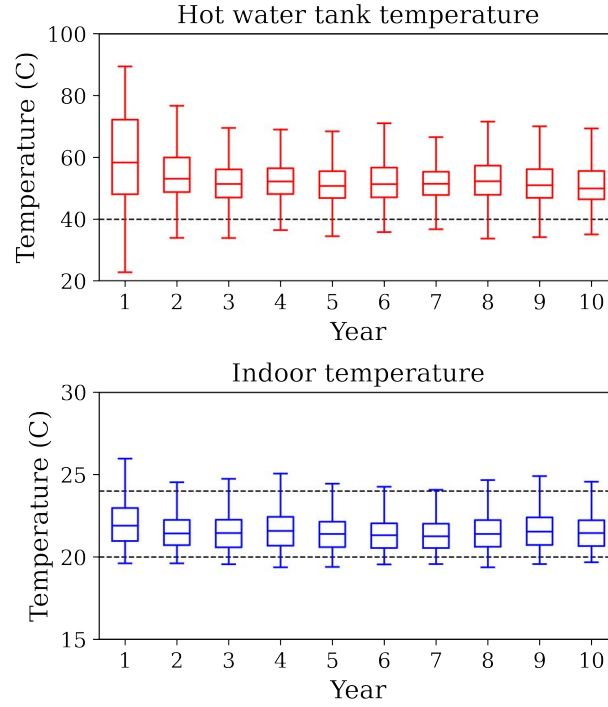 Hot water tank temperature
100
80
60
40
20
Temperature (C)
1 2 3 4 5 6 7 8 9 10
Year
Indoor temperature
30
25
20
15
Temperature (C)
1 2 3 4 5 6 7 8 9 10
Year